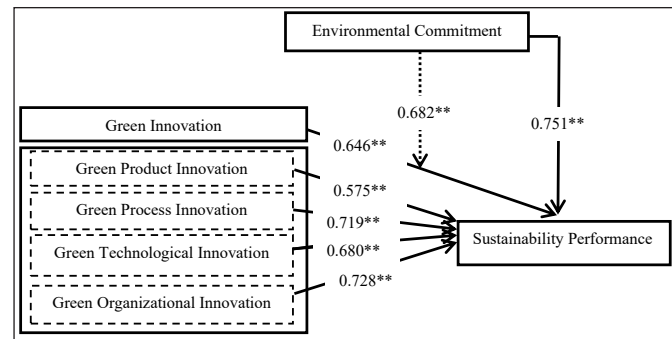 Environmental Commitment
0.682**
0.751**
Green Innovation
0.646**
Green Product Innovation
0.575**
Green Process Innovation
0.719**
Green Technological Innovation
0.680**
Green Organizational Innovation
0.728**
Sustainability Performance